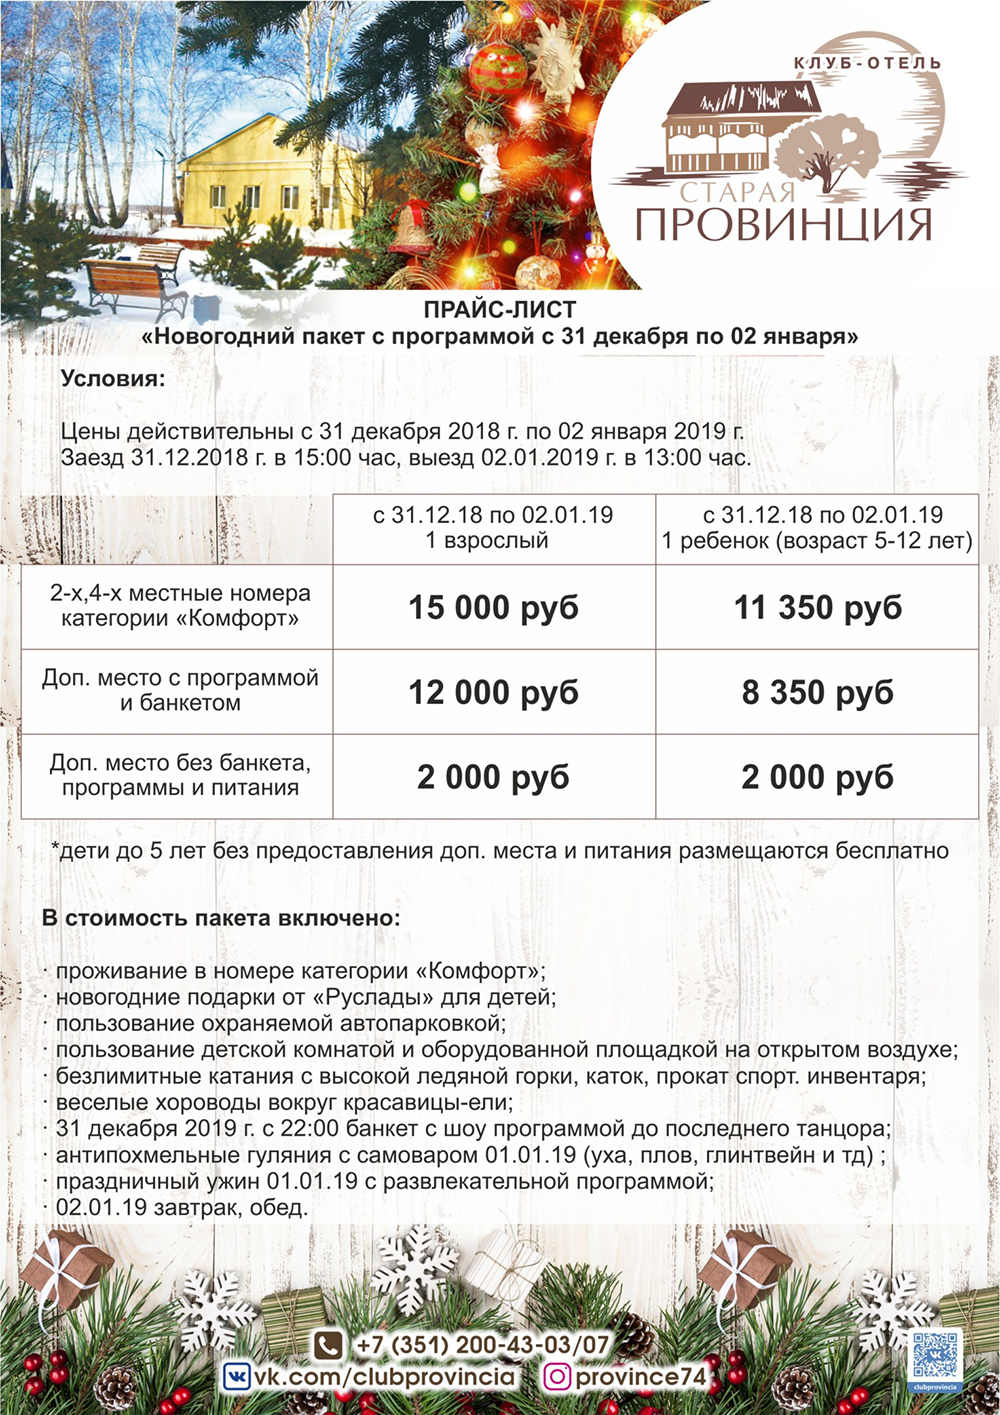 КЛУБ-ОТЕЛЬ
СТАРАЯ
ПРОВИНЦИЯ
ПРАЙС-ЛИСТ
«Новогодний пакет с программой с 31 декабря по 02 января»
Условия:
Цены действительны с 31 декабря 2018 г. по 02 января 2019 г.
Заезд 31.12.2018 г. в 15:00 час, выезд 02.01.2019 г. в 13:00 час.
с 31.12.18 по 02.01.19
1 взрослый
с 31.12.18 по 02.01.19
1 ребенок (возраст 5-12 лет)
2-х,4-х местные номера
категории «Комфорт»
15 000 руб
11 350 руб
Доп. место с программой
и банкетом
12 000 руб
8 350 руб
Доп. место без банкета,
программы и питания
2 000 руб
2 000 руб
*дети до 5 лет без предоставления доп. места и питания размещаются бесплатно
В стоимость пакета включено:
· проживание в номере категории «Комфорт»;
· новогодние подарки от «Руслады» для детей;
· пользование охраняемой автопарковкой;
· пользование детской комнатой и оборудованной площадкой на открытом воздухе;
· безлимитные катания с высокой ледяной горки, каток, прокат спорт. инвентаря;
· веселые хороводы вокруг красавицы-ели;
· 31 декабря 2019 г. с 22:00 банкет с шоу программой до последнего танцора;
· антипохмельные гуляния с самоваром 01.01.19 (уха, плов, глинтвейн и тд) ;
· праздничный ужин 01.01.19 с развлекательной программой;
· 02.01.19 завтрак, обед.
+7 (351) 200-43-03/07
vk.com/clubprovincia
province74
clubprovincia